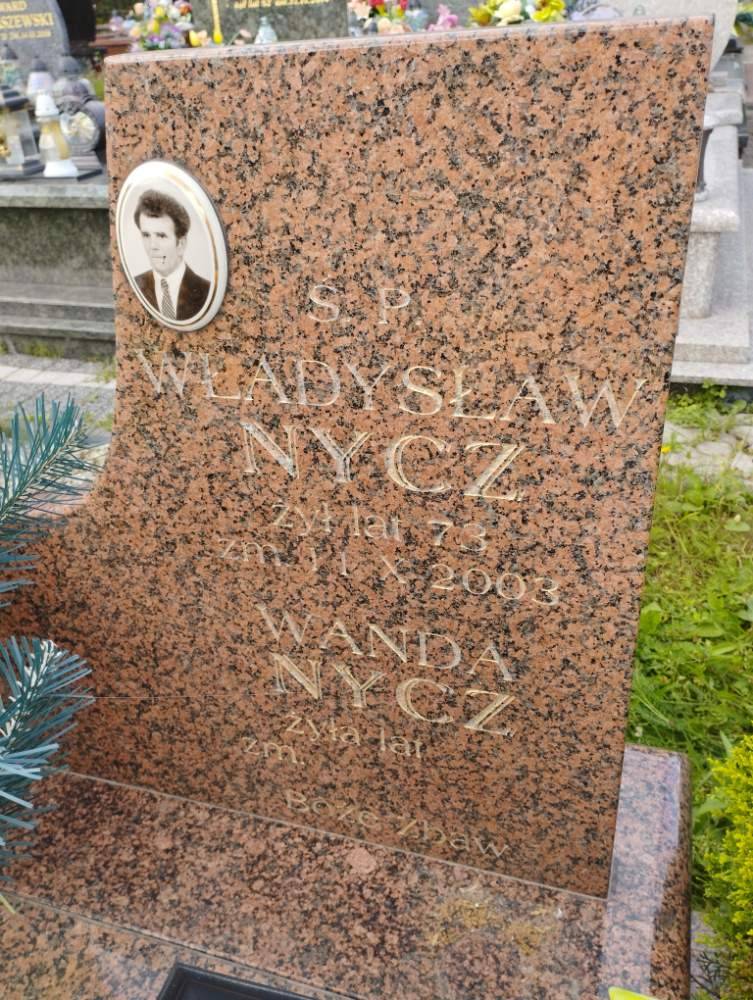 Ś. P.
WŁADYSŁAW
NYCZ
żył lat 73
zm. 11 X 2003
WANDA
NYCZ
żyła lat
zm.
Boże Zbaw